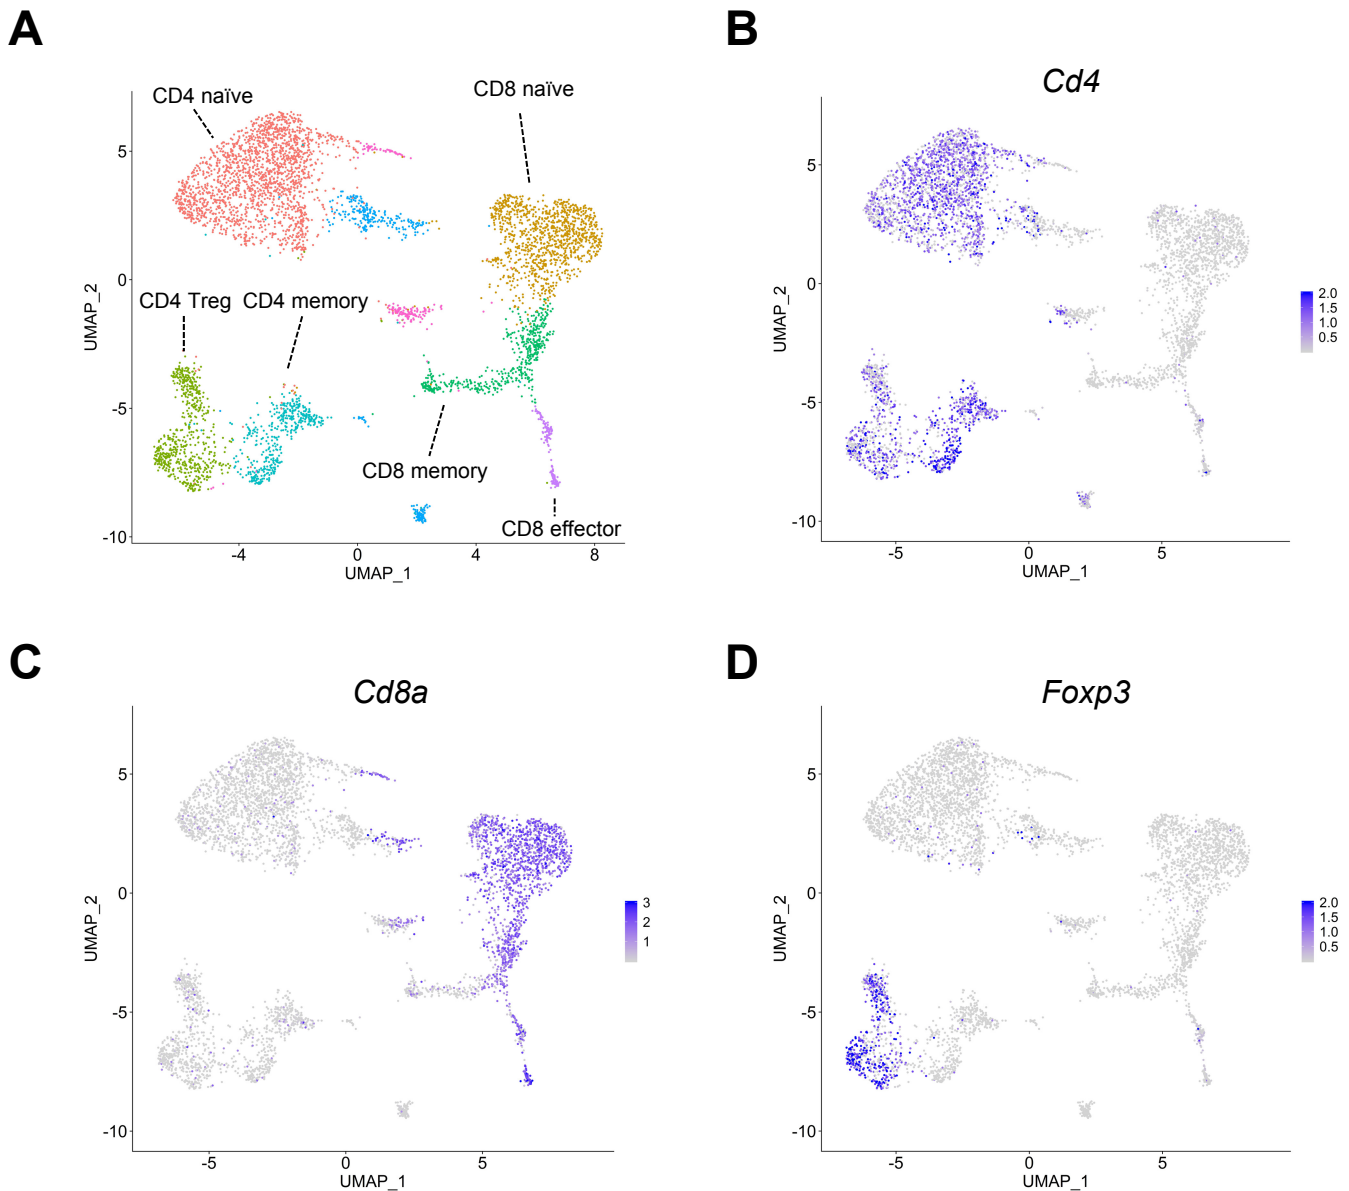 A
CD4 naïve
CD8 naïve
5
0
-5
-10
UMAP_2
CD4 Treg
CD4 memory
CD8 memory
CD8 effector
-4
0
4
8
UMAP_1
B
Cd4
5
0
-5
-10
UMAP_2
-5
0
5
UMAP_1
2.0
1.5
1.0
0.5
C
Cd8a
5
0
-5
-10
UMAP_2
-5
0
5
UMAP_1
3
2
1
D
Foxp3
5
0
-5
-10
UMAP_2
-5
0
5
UMAP_1
2.0
1.5
1.0
0.5